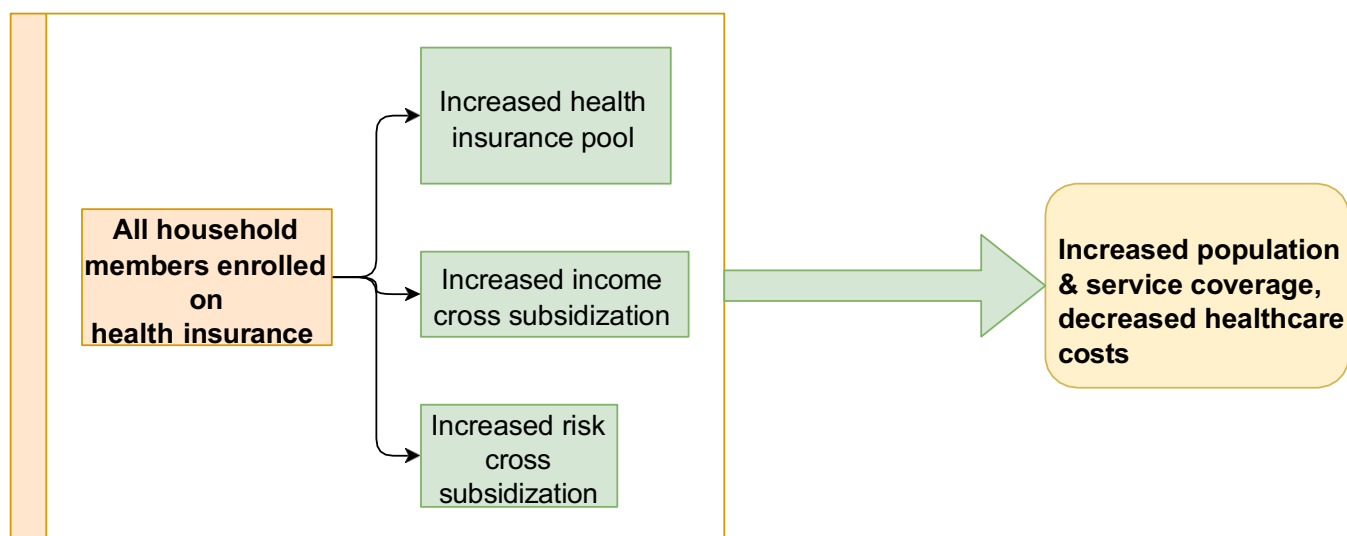 All household
members enrolled
on
health insurance
Increased health
insurance pool
Increased income
cross subsidization
Increased risk
cross
subsidization
Increased population
& service coverage,
decreased healthcare
costs